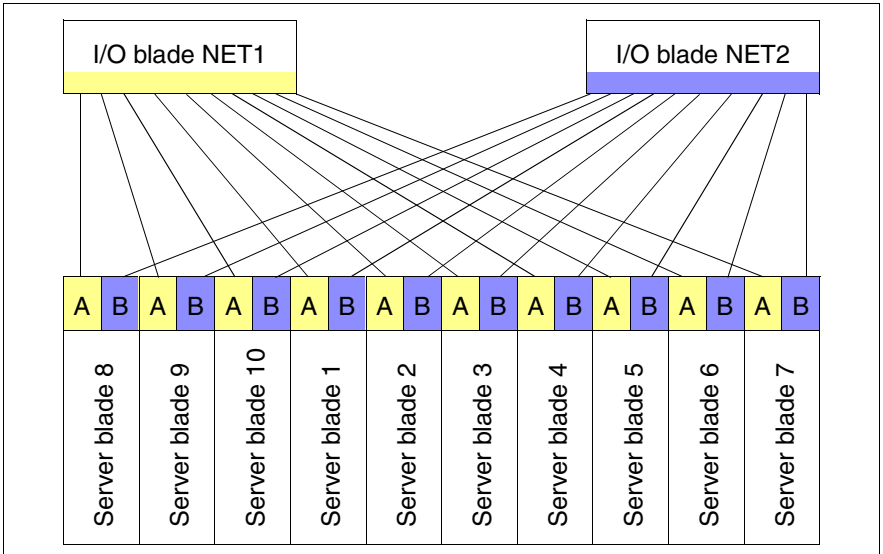 I/O blade NET1
I/O blade NET2
A B A B A B A B A B A B A B A B A B A B
Server blade 8
Server blade 9
Server blade 10
Server blade 1
Server blade 2
Server blade 3
Server blade 4
Server blade 5
Server blade 6
Server blade 7